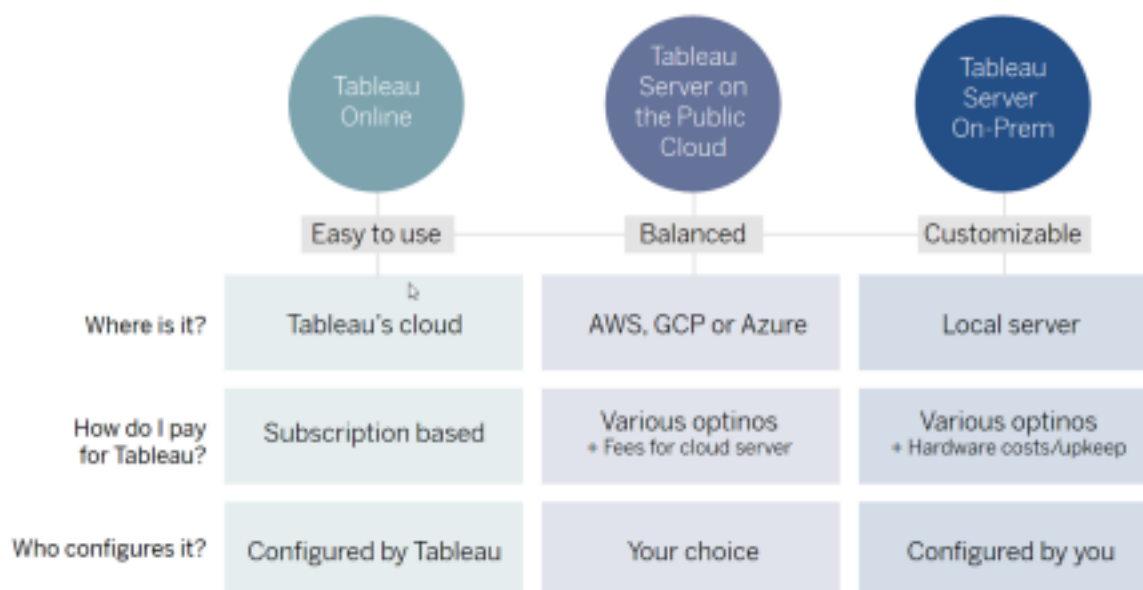 Tableau
Online
Tableau
Server on
the Public
Cloud
Tableau
Server
On-Prem
Easy to use
Balanced
Customizable
Where is it?
Tableau's cloud
AWS, GCP or Azure
Local server
How do I pay
for Tableau?
Subscription based
Various optinos
+ Fees for cloud server
Various optinos
+ Hardware costs/upkeep
Who configures it?
Configured by Tableau
Your choice
Configured by you